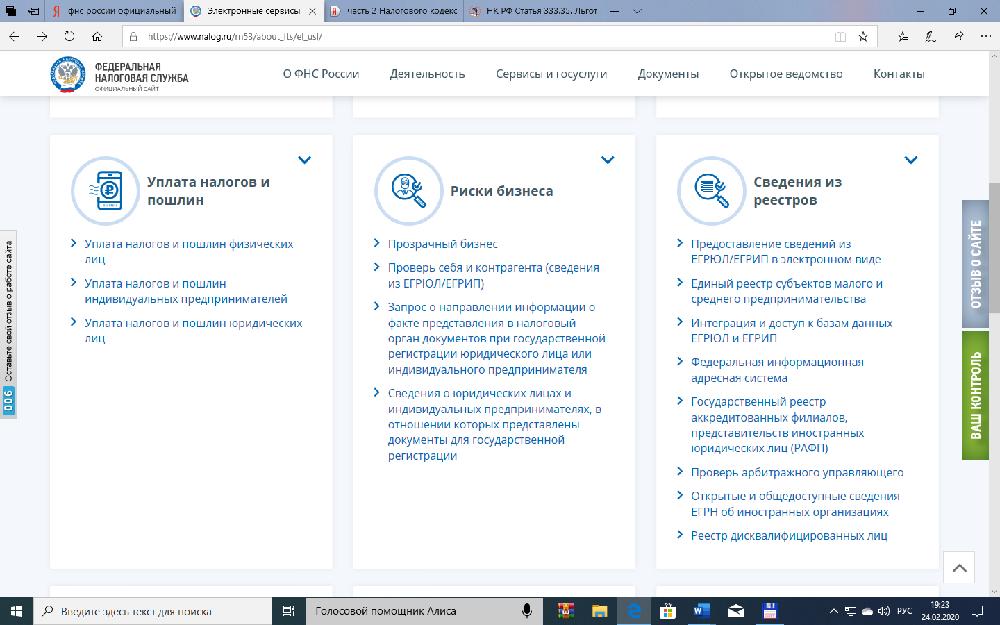 фнс россии официальный
Электронные сервисы
часть 2 Налогового кодекс
НК РФ Статья 333.35. Льгот
https://www.nalog.ru/rn53/about_fts/el_usl/
ФЕДЕРАЛЬНАЯ
НАЛОГОВАЯ СЛУЖБА
ОФИЦИАЛЬНЫЙ САЙТ
О ФНС России
Деятельность
Сервисы и госуслуги
Документы
Открытое ведомство
Контакты
Уплата налогов и
пошлин
Уплата налогов и пошлин физических
лиц
Уплата налогов и пошлин
индивидуальных предпринимателей
Уплата налогов и пошлин юридических
лиц
Риски бизнеса
Прозрачный бизнес
Проверь себя и контрагента (сведения
из ЕГРЮЛ/ЕГРИП)
Запрос о направлении информации о
факте представления в налоговый
орган документов при государственной
регистрации юридического лица или
индивидуального предпринимателя
Сведения о юридических лицах и
индивидуальных предпринимателях, в
отношении которых представлены
документы для государственной
регистрации
Сведения из
реестров
Предоставление сведений из
ЕГРЮЛ/ЕГРИП в электронном виде
Единый реестр субъектов малого и
среднего предпринимательства
Интеграция и доступ к базам данных
ЕГРЮЛ и ЕГРИП
Федеральная информационная
адресная система
Государственный реестр
аккредитованных филиалов,
представительств иностранных
юридических лиц (РАФП)
Проверь арбитражного управляющего
Открытые и общедоступные сведения
ЕГРН об иностранных организациях
Реестр дисквалифицированных лиц
Оставьте свой отзыв о работе сайта
900
ОТЗЫВ О САЙТЕ
ВАШ КОНТРОЛЬ
Введите здесь текст для поиска
Голосовой помощник Алиса
РУС
19:23
24.02.2020